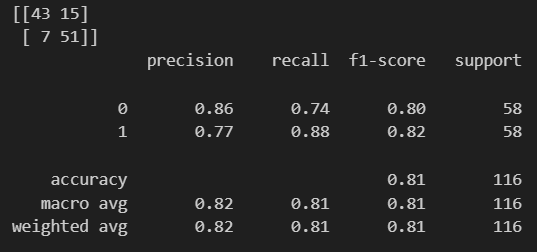 [[43 15]
 [ 7 51]]
              precision    recall  f1-score   support

           0       0.86      0.74      0.80        58
           1       0.77      0.88      0.82        58

    accuracy                           0.81       116
   macro avg       0.82      0.81      0.81       116
weighted avg       0.82      0.81      0.81       116